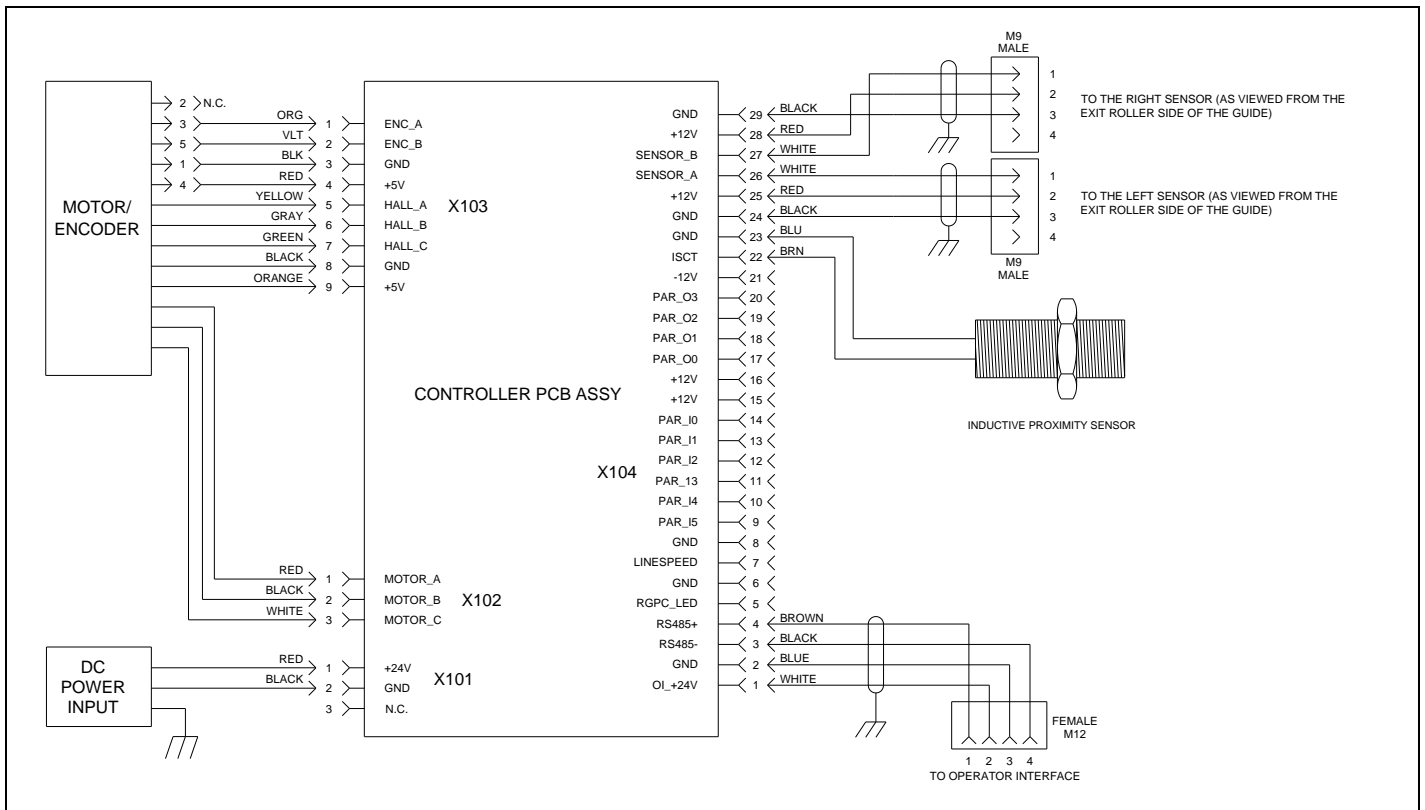 MOTOR/
ENCODER
2 N.C.
3 ORG 1 ENC_A
5 VLT 2 ENC_B
1 BLK 3 GND
4 RED 4 +5V
YELLOW 5 HALL_A
GRAY 6 HALL_B
GREEN 7 HALL_C
BLACK 8 GND
ORANGE 9 +5V
X103
RED 1 MOTOR_A
BLACK 2 MOTOR_B
WHITE 3 MOTOR_C
X102
DC
POWER
INPUT
RED 1 +24V
BLACK 2 GND
3 N.C.
X101
CONTROLLER PCB ASSY
X104
GND 29 BLACK
+12V 28 RED
SENSOR_B 27 WHITE
SENSOR_A 26 WHITE
+12V 25 RED
GND 24 BLACK
GND 23 BLU
ISCT 22 BRN
-12V 21
PAR_O3 20
PAR_O2 19
PAR_O1 18
PAR_O0 17
+12V 16
+12V 15
PAR_I0 14
PAR_I1 13
PAR_I2 12
PAR_13 11
PAR_I4 10
PAR_I5 9
GND 8
LINESPEED 7
GND 6
RGPC_LED 5
RS485+ 4 BROWN
RS485- 3 BLACK
GND 2 BLUE
OI_+24V 1 WHITE
M9
MALE
1
2
3
4
TO THE RIGHT SENSOR (AS VIEWED FROM THE
EXIT ROLLER SIDE OF THE GUIDE)
1
2
3
4
TO THE LEFT SENSOR (AS VIEWED FROM THE
EXIT ROLLER SIDE OF THE GUIDE)
M9
MALE
INDUCTIVE PROXIMITY SENSOR
FEMALE
M12
1 2 3 4
TO OPERATOR INTERFACE